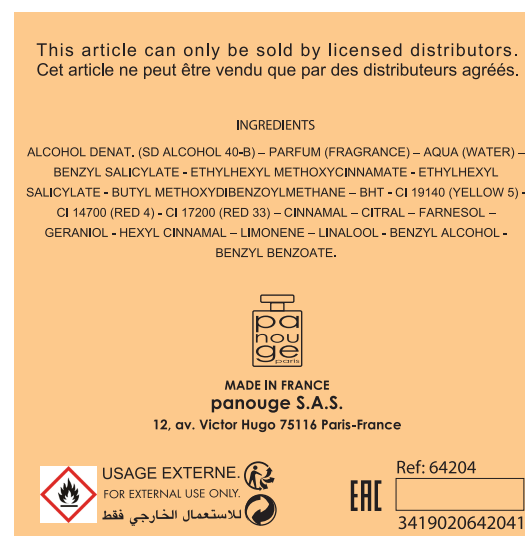 This article can only be sold by licensed distributors.
Cet article ne peut être vendu que par des distributeurs agréés.
INGREDIENTS
ALCOHOL DENAT. (SD ALCOHOL 40-B) – PARFUM (FRAGRANCE) – AQUA (WATER) –
BENZYL SALICYLATE - ETHYLHEXYL METHOXYCINNAMATE - ETHYLHEXYL
SALICYLATE - BUTYL METHOXYDIBENZOYLMETHANE – BHT - CI 19140 (YELLOW 5) -
CI 14700 (RED 4) - CI 17200 (RED 33) – CINNAMAL – CITRAL – FARNESOL –
GERANIOL - HEXYL CINNAMAL – LIMONENE – LINALOOL - BENZYL ALCOHOL -
BENZYL BENZOATE.
pa
nou
ge
paris
MADE IN FRANCE
panouge S.A.S.
12, av. Victor Hugo 75116 Paris-France
USAGE EXTERNE.
FOR EXTERNAL USE ONLY.
للاستعمال الخارجي فقط
EAC
Ref: 64204
3419020642041